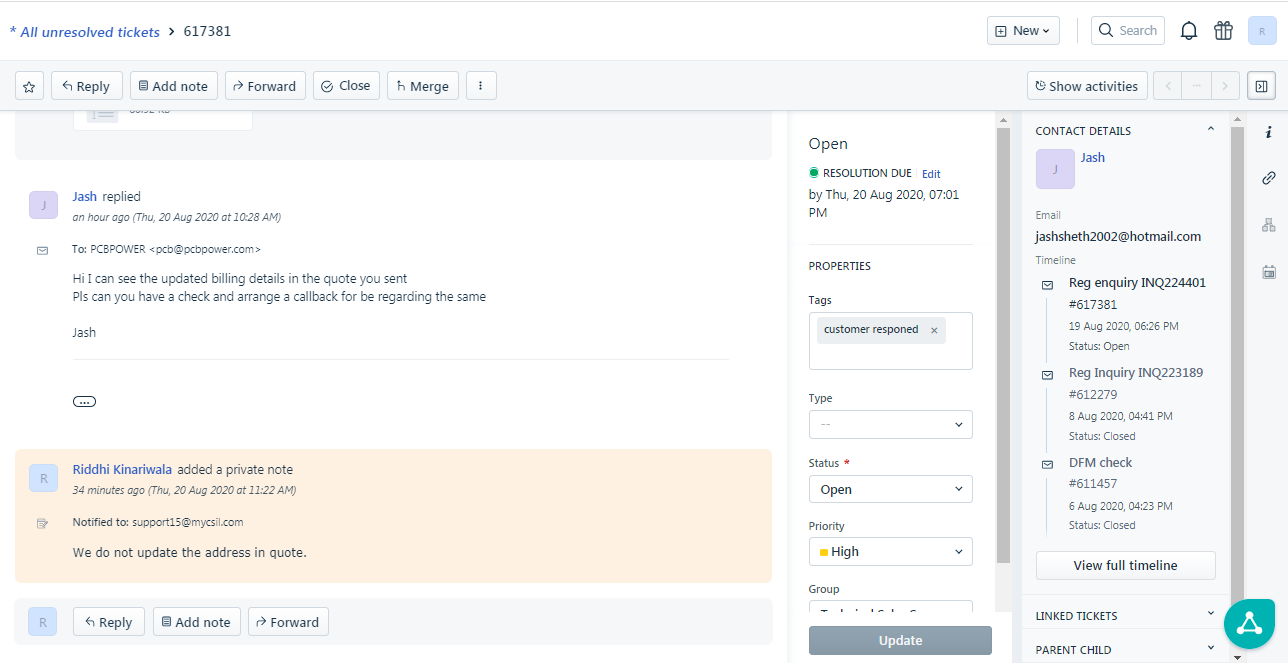 * All unresolved tickets > 617381
New
Search
R
Reply
Add note
Forward
Close
Merge
Show activities
J
Jash replied
an hour ago (Thu, 20 Aug 2020 at 10:28 AM)
To: PCBPOWER <pcb@pcbpower.com>
Hi I can see the updated billing details in the quote you sent
Pls can you have a check and arrange a callback for be regarding the same
Jash
...
R
Riddhi Kinariwala added a private note
34 minutes ago (Thu, 20 Aug 2020 at 11:22 AM)
Notified to: support15@mycsil.com
We do not update the address in quote.
R
Reply
Add note
Forward
Open
RESOLUTION DUE
Edit
by Thu, 20 Aug 2020, 07:01
PM
PROPERTIES
Tags
customer responed ×
Type
--
Status *
Open
Priority
High
Group
Update
CONTACT DETAILS
J
Jash
Email
jashsheth2002@hotmail.com
Timeline
Reg enquiry INQ224401
#617381
19 Aug 2020, 06:26 PM
Status: Open
Reg Inquiry INQ223189
#612279
8 Aug 2020, 04:41 PM
Status: Closed
DFM check
#611457
6 Aug 2020, 04:23 PM
Status: Closed
View full timeline
LINKED TICKETS
PARENT CHILD